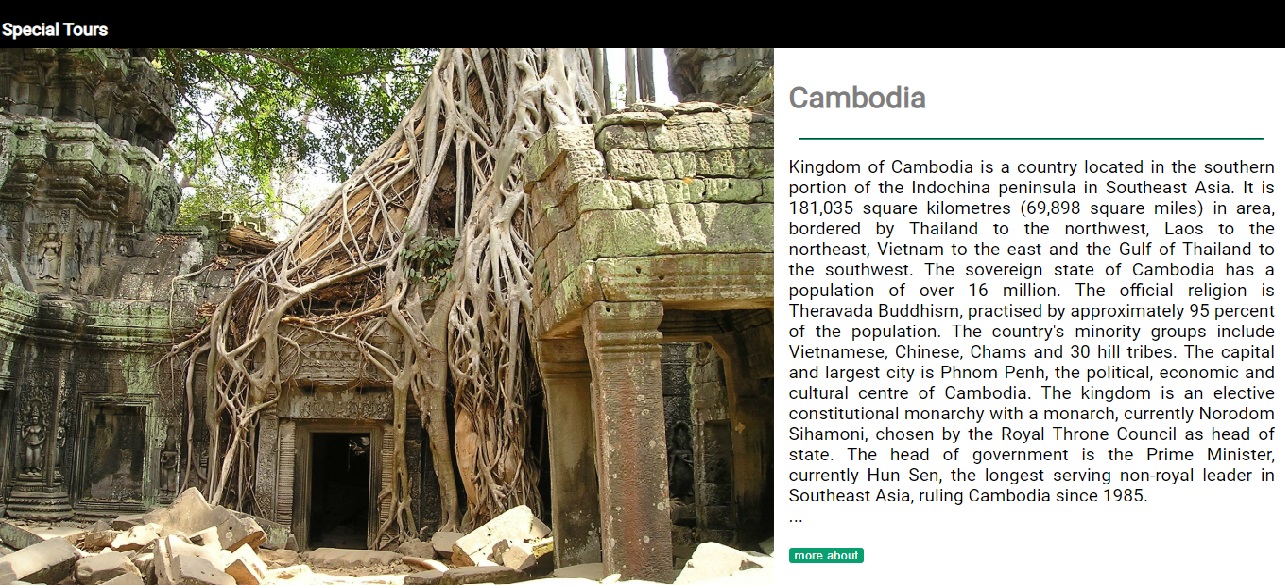 Special Tours
Cambodia
Kingdom of Cambodia is a country located in the southern
portion of the Indochina peninsula in Southeast Asia. It is
181,035 square kilometres (69,898 square miles) in area,
bordered by Thailand to the northwest, Laos to the
northeast, Vietnam to the east and the Gulf of Thailand to
the southwest. The sovereign state of Cambodia has a
population of over 16 million. The official religion is
Theravada Buddhism, practised by approximately 95 percent
of the population. The country's minority groups include
Vietnamese, Chinese, Chams and 30 hill tribes. The capital
and largest city is Phnom Penh, the political, economic and
cultural centre of Cambodia. The kingdom is an elective
constitutional monarchy with a monarch, currently Norodom
Sihamoni, chosen by the Royal Throne Council as head of
state. The head of government is the Prime Minister,
currently Hun Sen, the longest serving non-royal leader in
Southeast Asia, ruling Cambodia since 1985.
...
more about